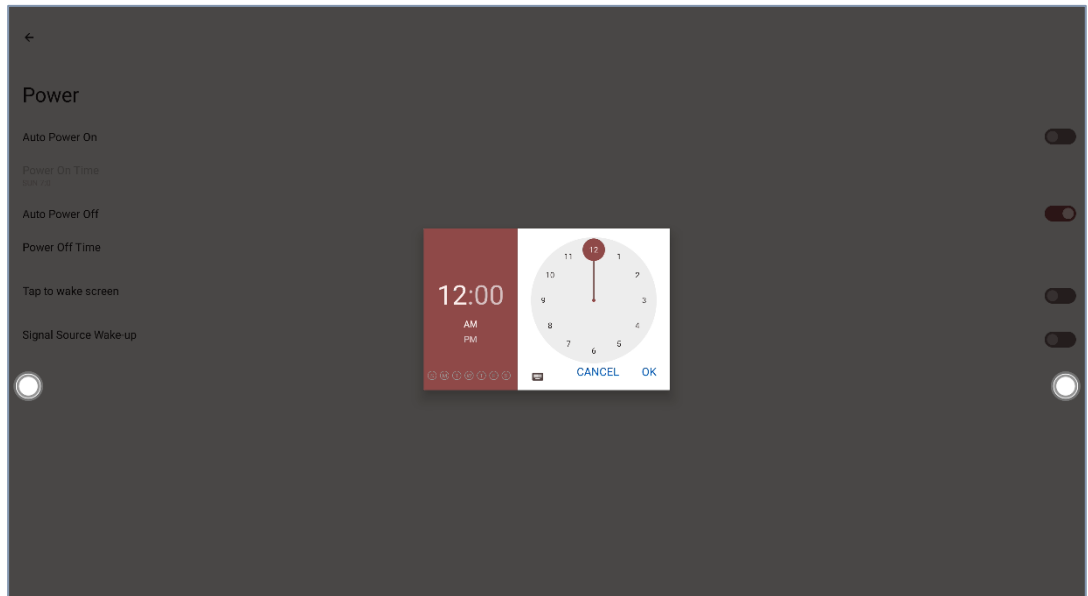 Power
Auto Power On
Power On Time
Auto Power Off
Power Off Time
Tap to wake screen
Signal Source Wake-up
12:00
AM
PM
12
1
2
3
4
5
6
7
8
9
10
11
CANCEL
OK